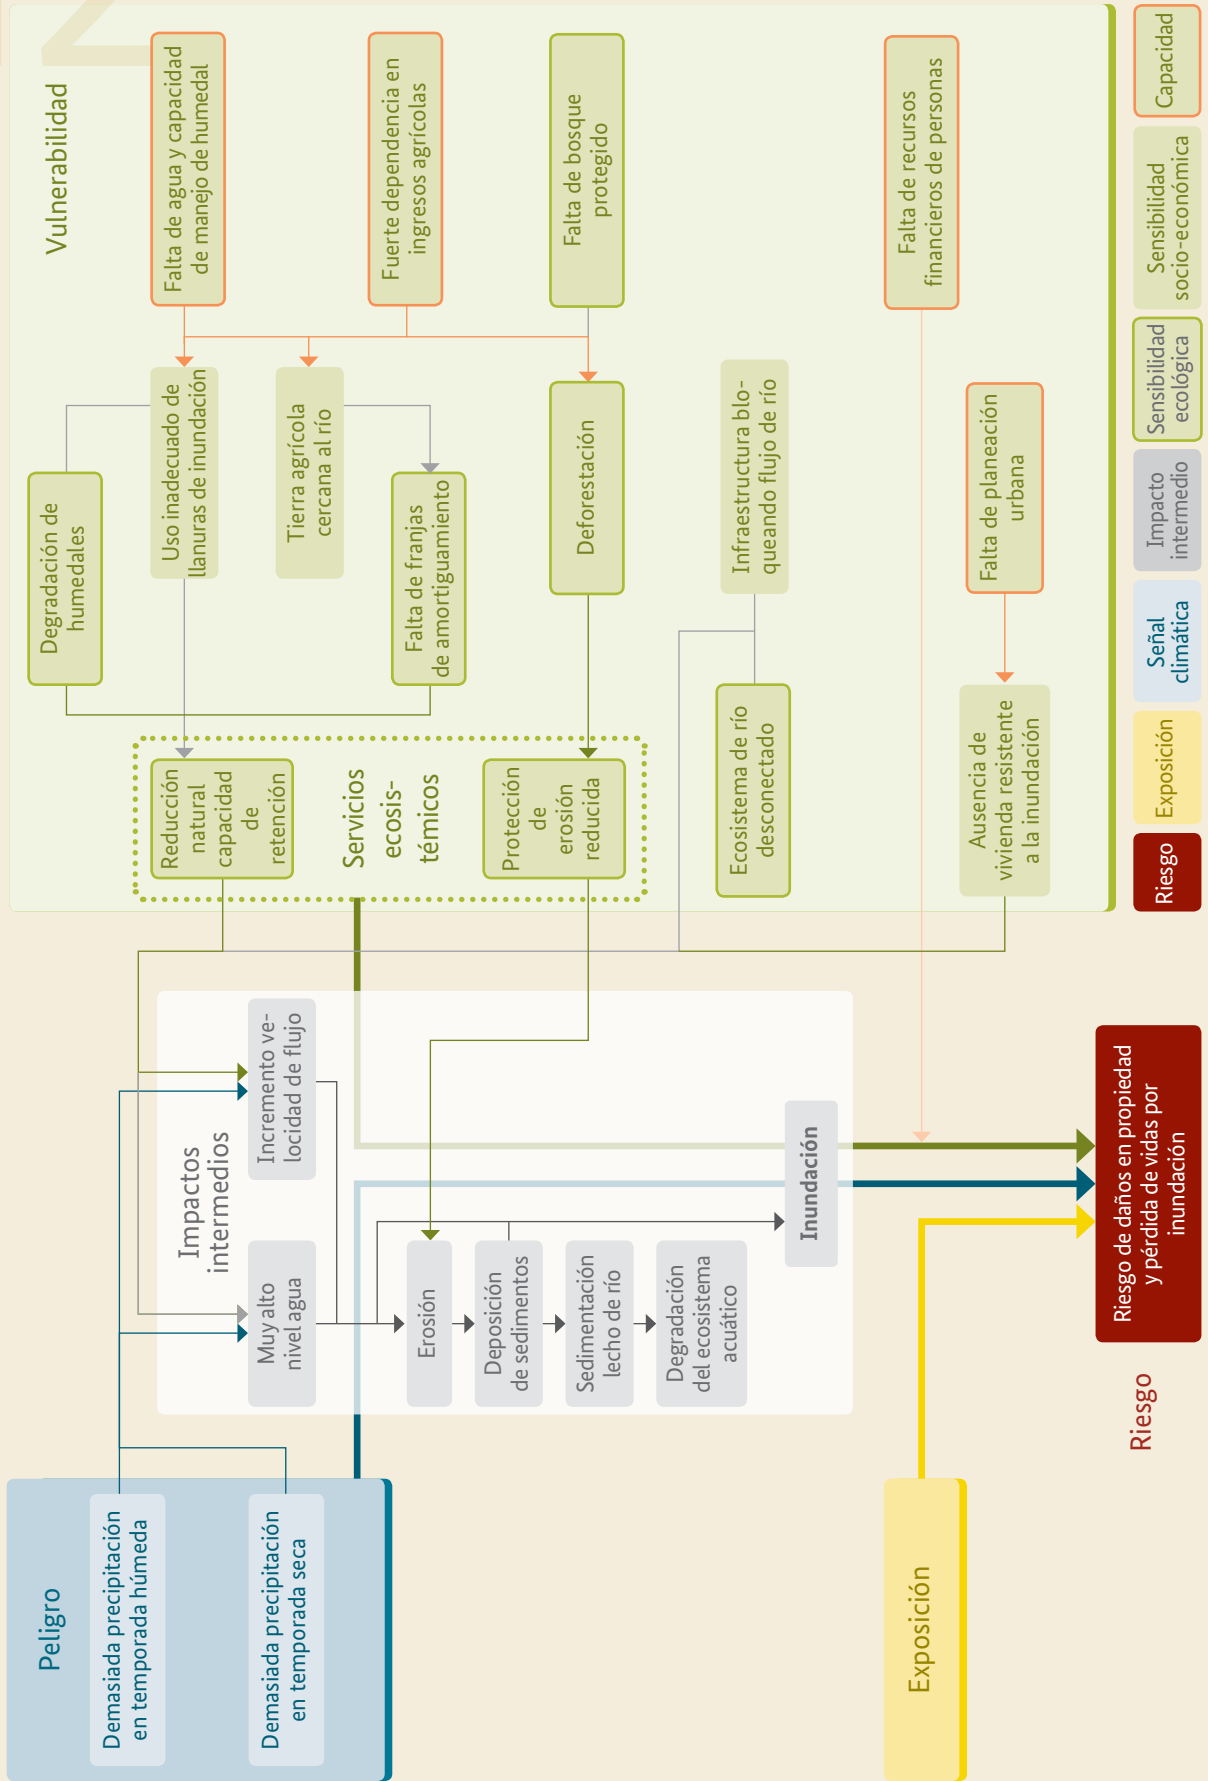 Peligro
Demasiada precipitación
en temporada húmeda
Demasiada precipitación
en temporada seca
Impactos
intermedios
Muy alto
nivel agua
Incremento ve-
locidad de flujo
Erosión
Deposición
de sedimentos
Sedimentación
lecho de río
Degradación
del ecosistema
acuático
Inundación
Vulnerabilidad
Degradación de
humedales
Falta de agua y capacidad
de manejo de humedal
Uso inadecuado de
llanuras de inundación
Reducción
natural
capacidad
de
retención
Tierra agrícola
cercana al río
Servicios
ecosis-
témicos
Fuerte dependencia en
ingresos agrícolas
Falta de franjas
de amortiguamiento
Protección
de
erosión
reducida
Deforestación
Falta de bosque
protegido
Ecosistema de río
desconectado
Infraestructura blo-
queando flujo de río
Falta de recursos
financieros de personas
Ausencia de
vivienda resistente
a la inundación
Falta de planeación
urbana
Exposición
Riesgo
Riesgo de daños en propiedad
y pérdida de vidas por
inundación
Riesgo
Exposición
Señal
climática
Impacto
intermedio
Sensibilidad
ecológica
Sensibilidad
socio-económica
Capacidad